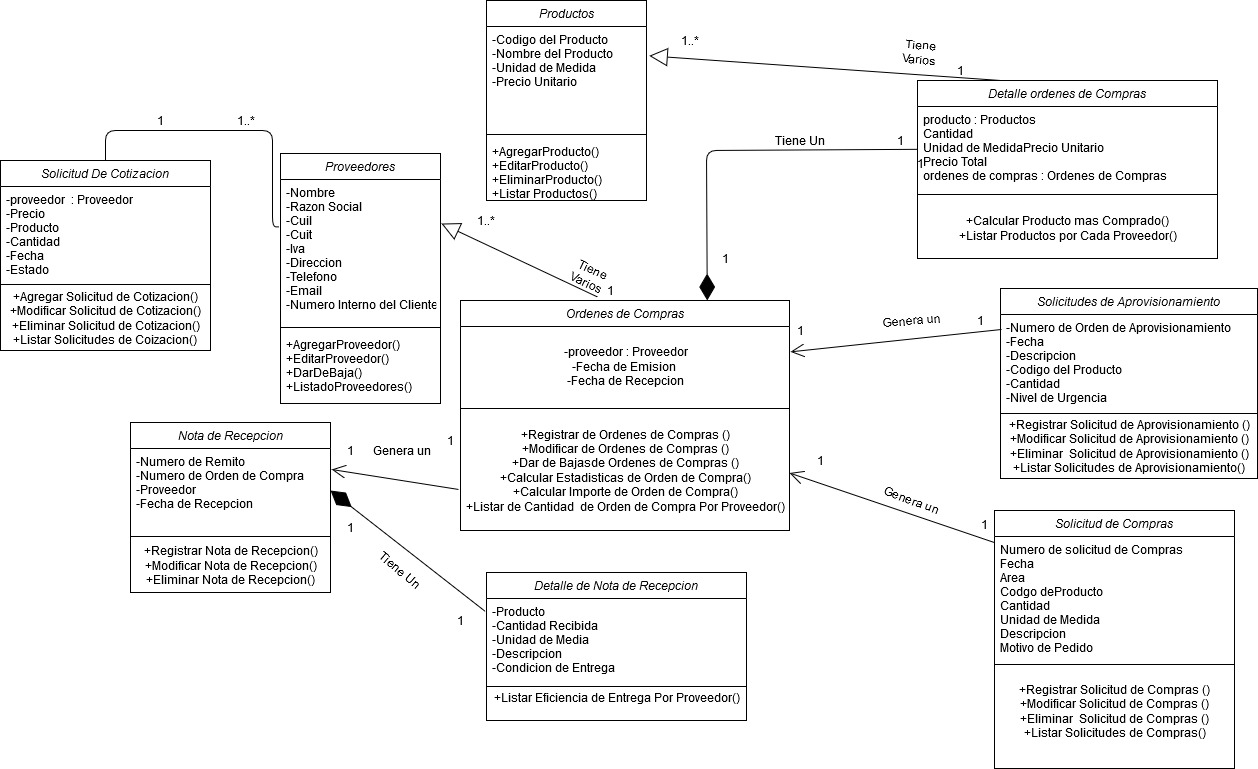 Productos
-Codigo del Producto
-Nombre del Producto
-Unidad de Medida
-Precio Unitario
+AgregarProducto()
+EditarProducto()
+EliminarProducto()
+Listar Productos()
1..*
Tiene
Varios
1
Detalle ordenes de Compras
producto : Productos
Cantidad
Unidad de MedidaPrecio Unitario
Precio Total
ordenes de compras : Ordenes de Compras
+Calcular Producto mas Comprado()
+Listar Productos por Cada Proveedor()
Tiene Un
1
1
1
1
1..*
Solicitud De Cotizacion
-proveedor : Proveedor
-Precio
-Producto
-Cantidad
-Fecha
-Estado
+Agregar Solicitud de Cotizacion()
+Modificar Solicitud de Cotizacion()
+Eliminar Solicitud de Cotizacion()
+Listar Solicitudes de Coizacion()
Proveedores
-Nombre
-Razon Social
-Cuil
-Cuit
-Iva
-Direccion
-Telefono
-Email
-Numero Interno del Cliente
+AgregarProveedor()
+EditarProveedor()
+DarDeBaja()
+ListadoProveedores()
1..*
Tiene
Varios
1
Ordenes de Compras
-proveedor : Proveedor
-Fecha de Emision
-Fecha de Recepcion
+Registrar de Ordenes de Compras ()
+Modificar de Ordenes de Compras ()
+Dar de Bajasde Ordenes de Compras ()
+Calcular Estadisticas de Orden de Compra()
+Calcular Importe de Orden de Compra()
+Listar de Cantidad de Orden de Compra Por Proveedor()
1
Genera un
1
Solicitudes de Aprovisionamiento
-Numero de Orden de Aprovisionamiento
-Fecha
-Descripcion
-Codigo del Producto
-Cantidad
-Nivel de Urgencia
+Registrar Solicitud de Aprovisionamiento ()
+Modificar Solicitud de Aprovisionamiento ()
+Eliminar Solicitud de Aprovisionamiento ()
+Listar Solicitudes de Aprovisionamiento()
1
Genera un
1
Solicitud de Compras
Numero de solicitud de Compras
Fecha
Area
Codgo deProducto
Cantidad
Unidad de Medida
Descripcion
Motivo de Pedido
+Registrar Solicitud de Compras ()
+Modificar Solicitud de Compras ()
+Eliminar Solicitud de Compras ()
+Listar Solicitudes de Compras()
Nota de Recepcion
-Numero de Remito
-Numero de Orden de Compra
-Proveedor
-Fecha de Recepcion
+Registrar Nota de Recepcion()
+Modificar Nota de Recepcion()
+Eliminar Nota de Recepcion()
1
Genera un
1
1
Tiene Un
1
Detalle de Nota de Recepcion
-Producto
-Cantidad Recibida
-Unidad de Media
-Descripcion
-Condicion de Entrega
+Listar Eficiencia de Entrega Por Proveedor()